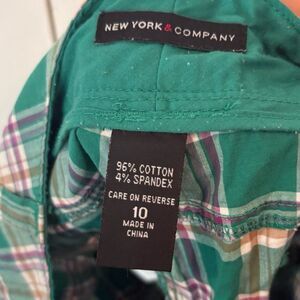 NEW YORK & COMPANY
96% COTTON
4% SPANDEX
CARE ON REVERSE
10
MADE IN
CHINA